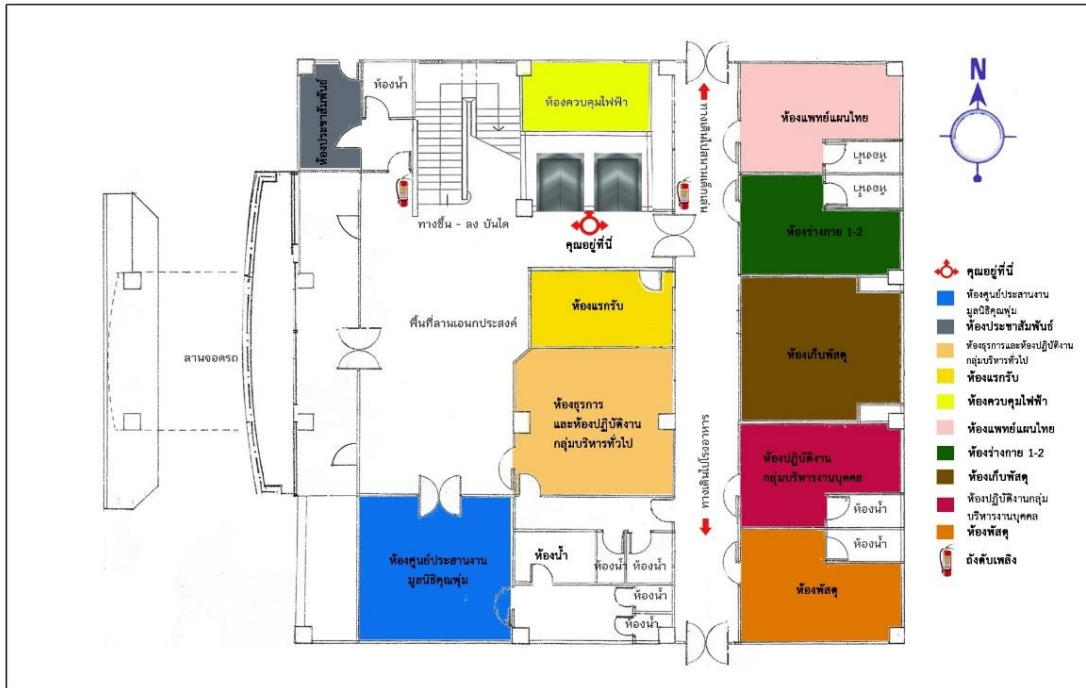 N
ห้องประชาสัมพันธ์
ห้องน้ำ
ห้องควบคุมไฟฟ้า
ทางเดินไปสนามเด็กเล่น
ห้องแพทย์แผนไทย
ห้องน้ำ
ห้องน้ำ
ทางขึ้น - ลง บันได
คุณอยู่ที่นี่
ห้องร่างกาย 1-2
ห้องแรกรับ
พื้นที่ลานเอนกประสงค์
ลานจอดรถ
ห้องเก็บพัสดุ
ห้องธุรการ
และห้องปฏิบัติงาน
กลุ่มบริหารทั่วไป
ทางเดินไปโรงอาหาร
ห้องปฏิบัติงาน
กลุ่มบริหารงานบุคคล
ห้องน้ำ
ห้องน้ำ
ห้องศูนย์ประสานงาน
มูลนิธิคุณพุ่ม
ห้องน้ำ
ห้องน้ำ
ห้องน้ำ
ห้องน้ำ
ห้องน้ำ
ห้องพัสดุ
คุณอยู่ที่นี่
ห้องศูนย์ประสานงาน
มูลนิธิคุณพุ่ม
ห้องประชาสัมพันธ์
ห้องธุรการและห้องปฏิบัติงาน
กลุ่มบริหารทั่วไป
ห้องแรกรับ
ห้องควบคุมไฟฟ้า
ห้องแพทย์แผนไทย
ห้องร่างกาย 1-2
ห้องเก็บพัสดุ
ห้องปฏิบัติงานกลุ่ม
บริหารงานบุคคล
ห้องพัสดุ
ถังดับเพลิง